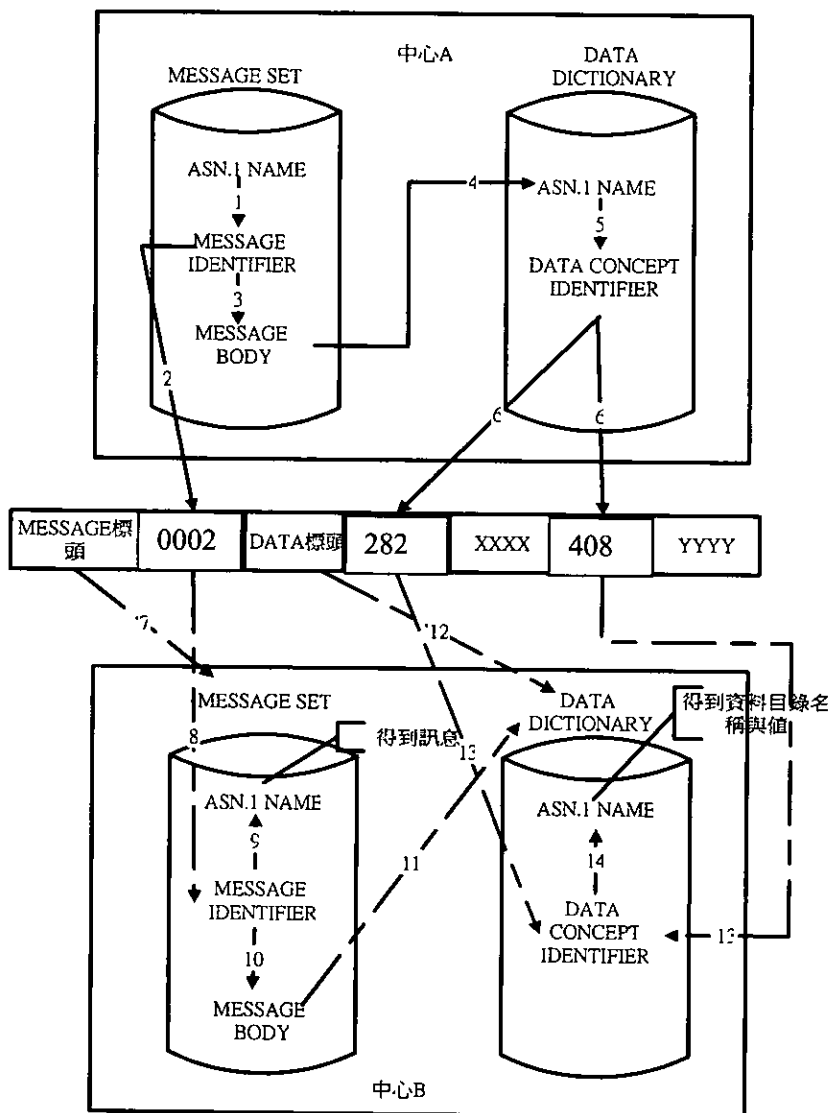 中心A
MESSAGE SET
DATA
DICTIONARY
ASN.1 NAME
1
MESSAGE
IDENTIFIER
3
MESSAGE
BODY
2
4
ASN.1 NAME
5
DATA CONCEPT
IDENTIFIER
6
6
MESSAGE標
頭
0002
DATA標頭
282
XXXX
408
YYYY
7
12
MESSAGE SET
DATA
DICTIONARY
得到資料目錄名
稱與值
8
得到訊息
13
ASN.1 NAME
9
MESSAGE
IDENTIFIER
10
MESSAGE
BODY
11
ASN.1 NAME
14
DATA
CONCEPT
IDENTIFIER
13
中心B